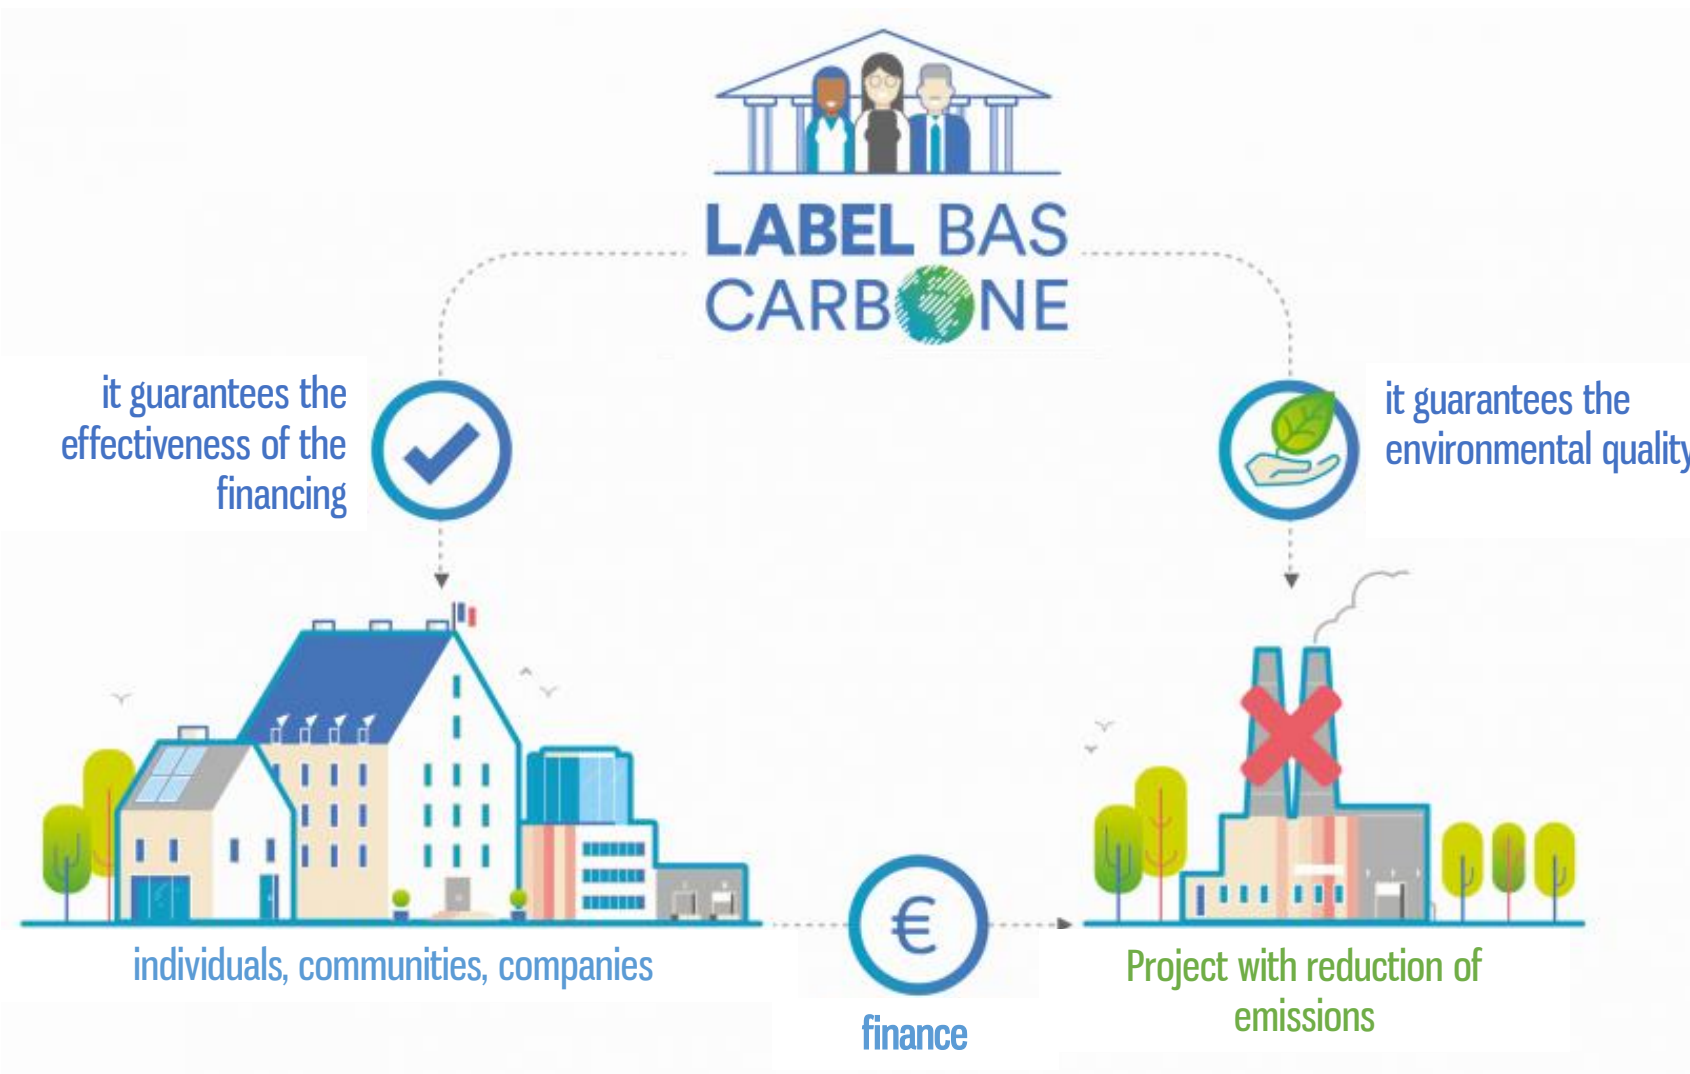 LABEL BAS
CARBONE
it guarantees the
effectiveness of the
financing
it guarantees the
environmental quality
individuals, communities, companies
€
finance
Project with reduction of
emissions